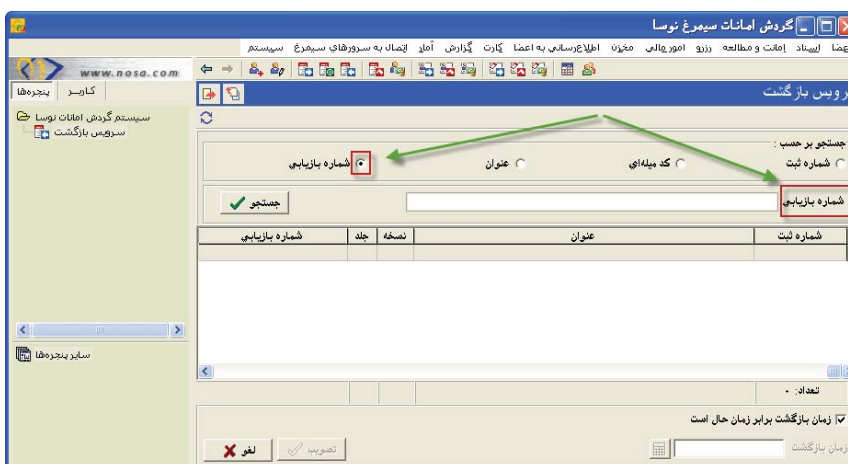 گردش امانات سیمرغ نوسا
اعضا اسناد امانت و مطالعه رزرو امور مالی مخزن اطلاع‌رسانی به اعضا کارت گزارش آمار اتصال به سرورهای سیمرغ سیستم
www.nosa.com
کاربر پنجره‌ها
سیستم گردش امانات نوسا
سرویس بازگشت
سایر پنجره‌ها
سرویس بازگشت
جستجو بر حسب :
شماره ثبت کد میله‌ای عنوان شماره بازیابی
شماره بازیابی جستجو
شماره ثبت عنوان نسخه جلد شماره بازیابی
تعداد: ۰
زمان بازگشت برابر زمان حال است
زمان بازگشت تصویب لغو